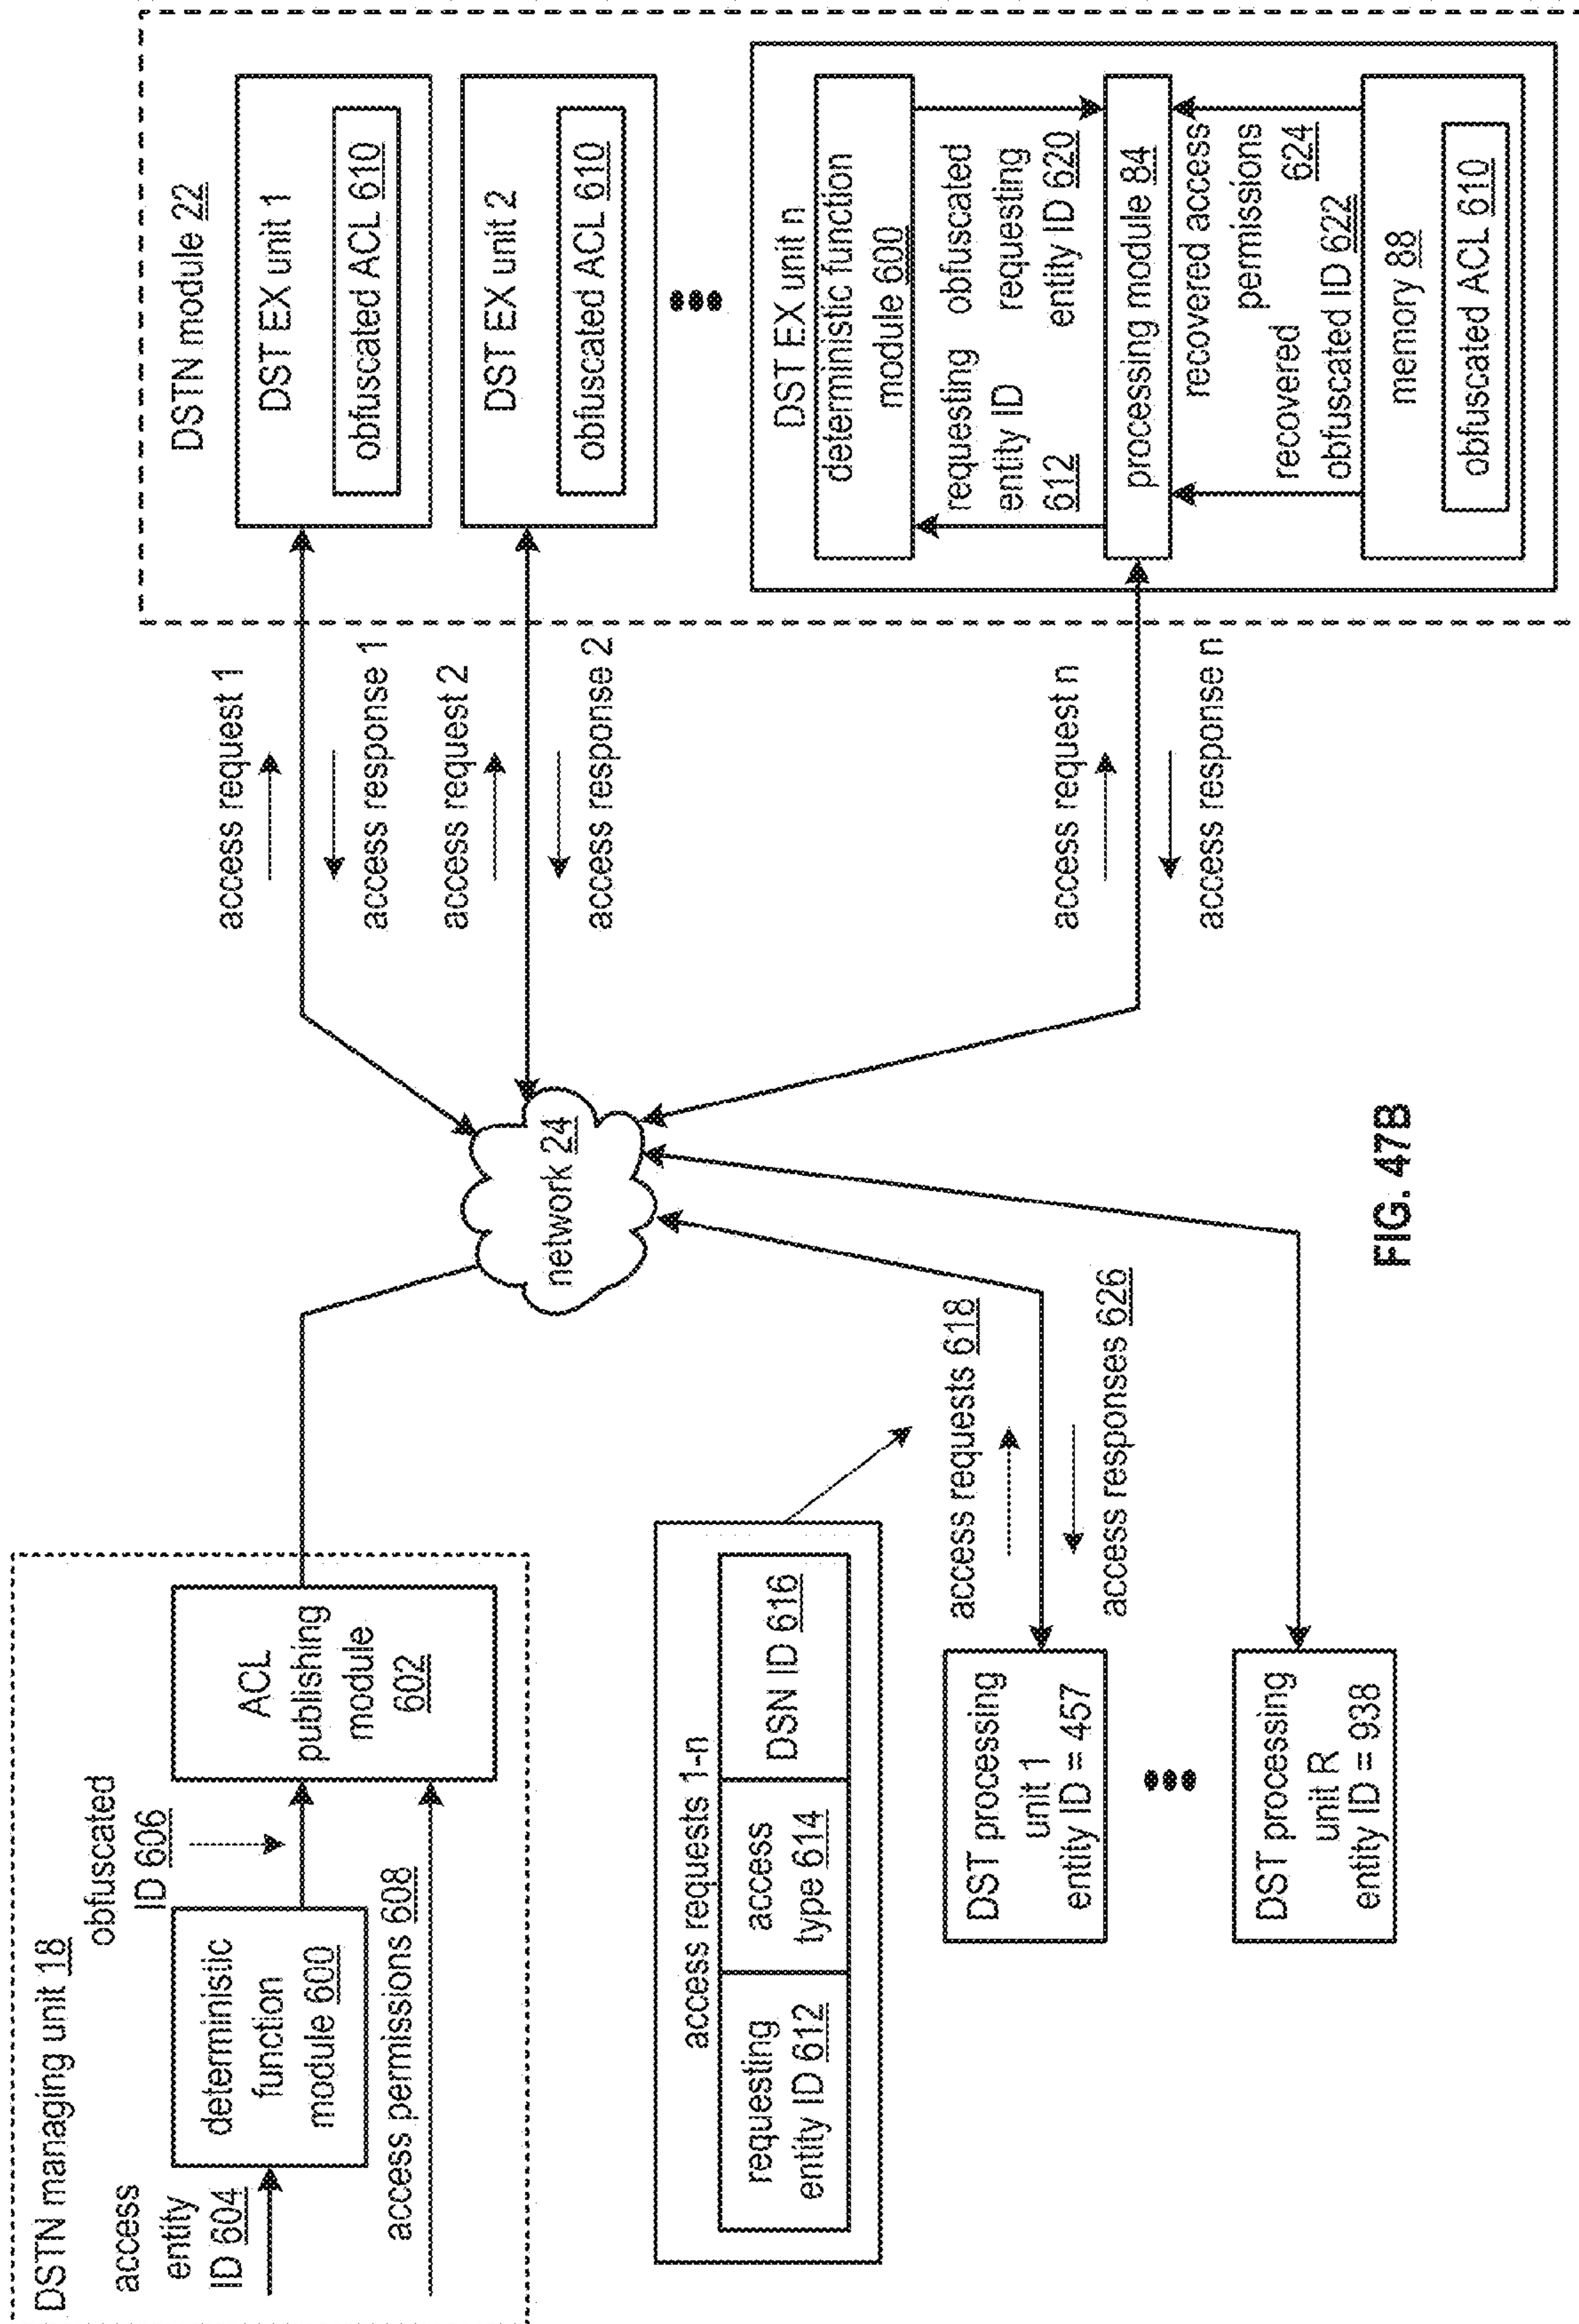 DSTN managing unit 18
access
entity
ID 604
deterministic
function
module 600
obfuscated
ID 606
access permissions 608
ACL
publishing
module
602
network 24
access request 1
access response 1
access request 2
access response 2
access request n
access response n
DSTN module 22
DST EX unit 1
obfuscated ACL 610
DST EX unit 2
obfuscated ACL 610
DST EX unit n
deterministic function
module 600
requesting
entity ID
612
obfuscated
requesting
entity ID 620
processing module 84
recovered access
permissions
624
recovered
obfuscated ID 622
memory 88
obfuscated ACL 610
access requests 1-n
requesting
entity ID 612
access
type 614
DSN ID 616
access requests 618
access responses 626
DST processing
unit 1
entity ID = 457
DST processing
unit R
entity ID = 938
FIG. 47B